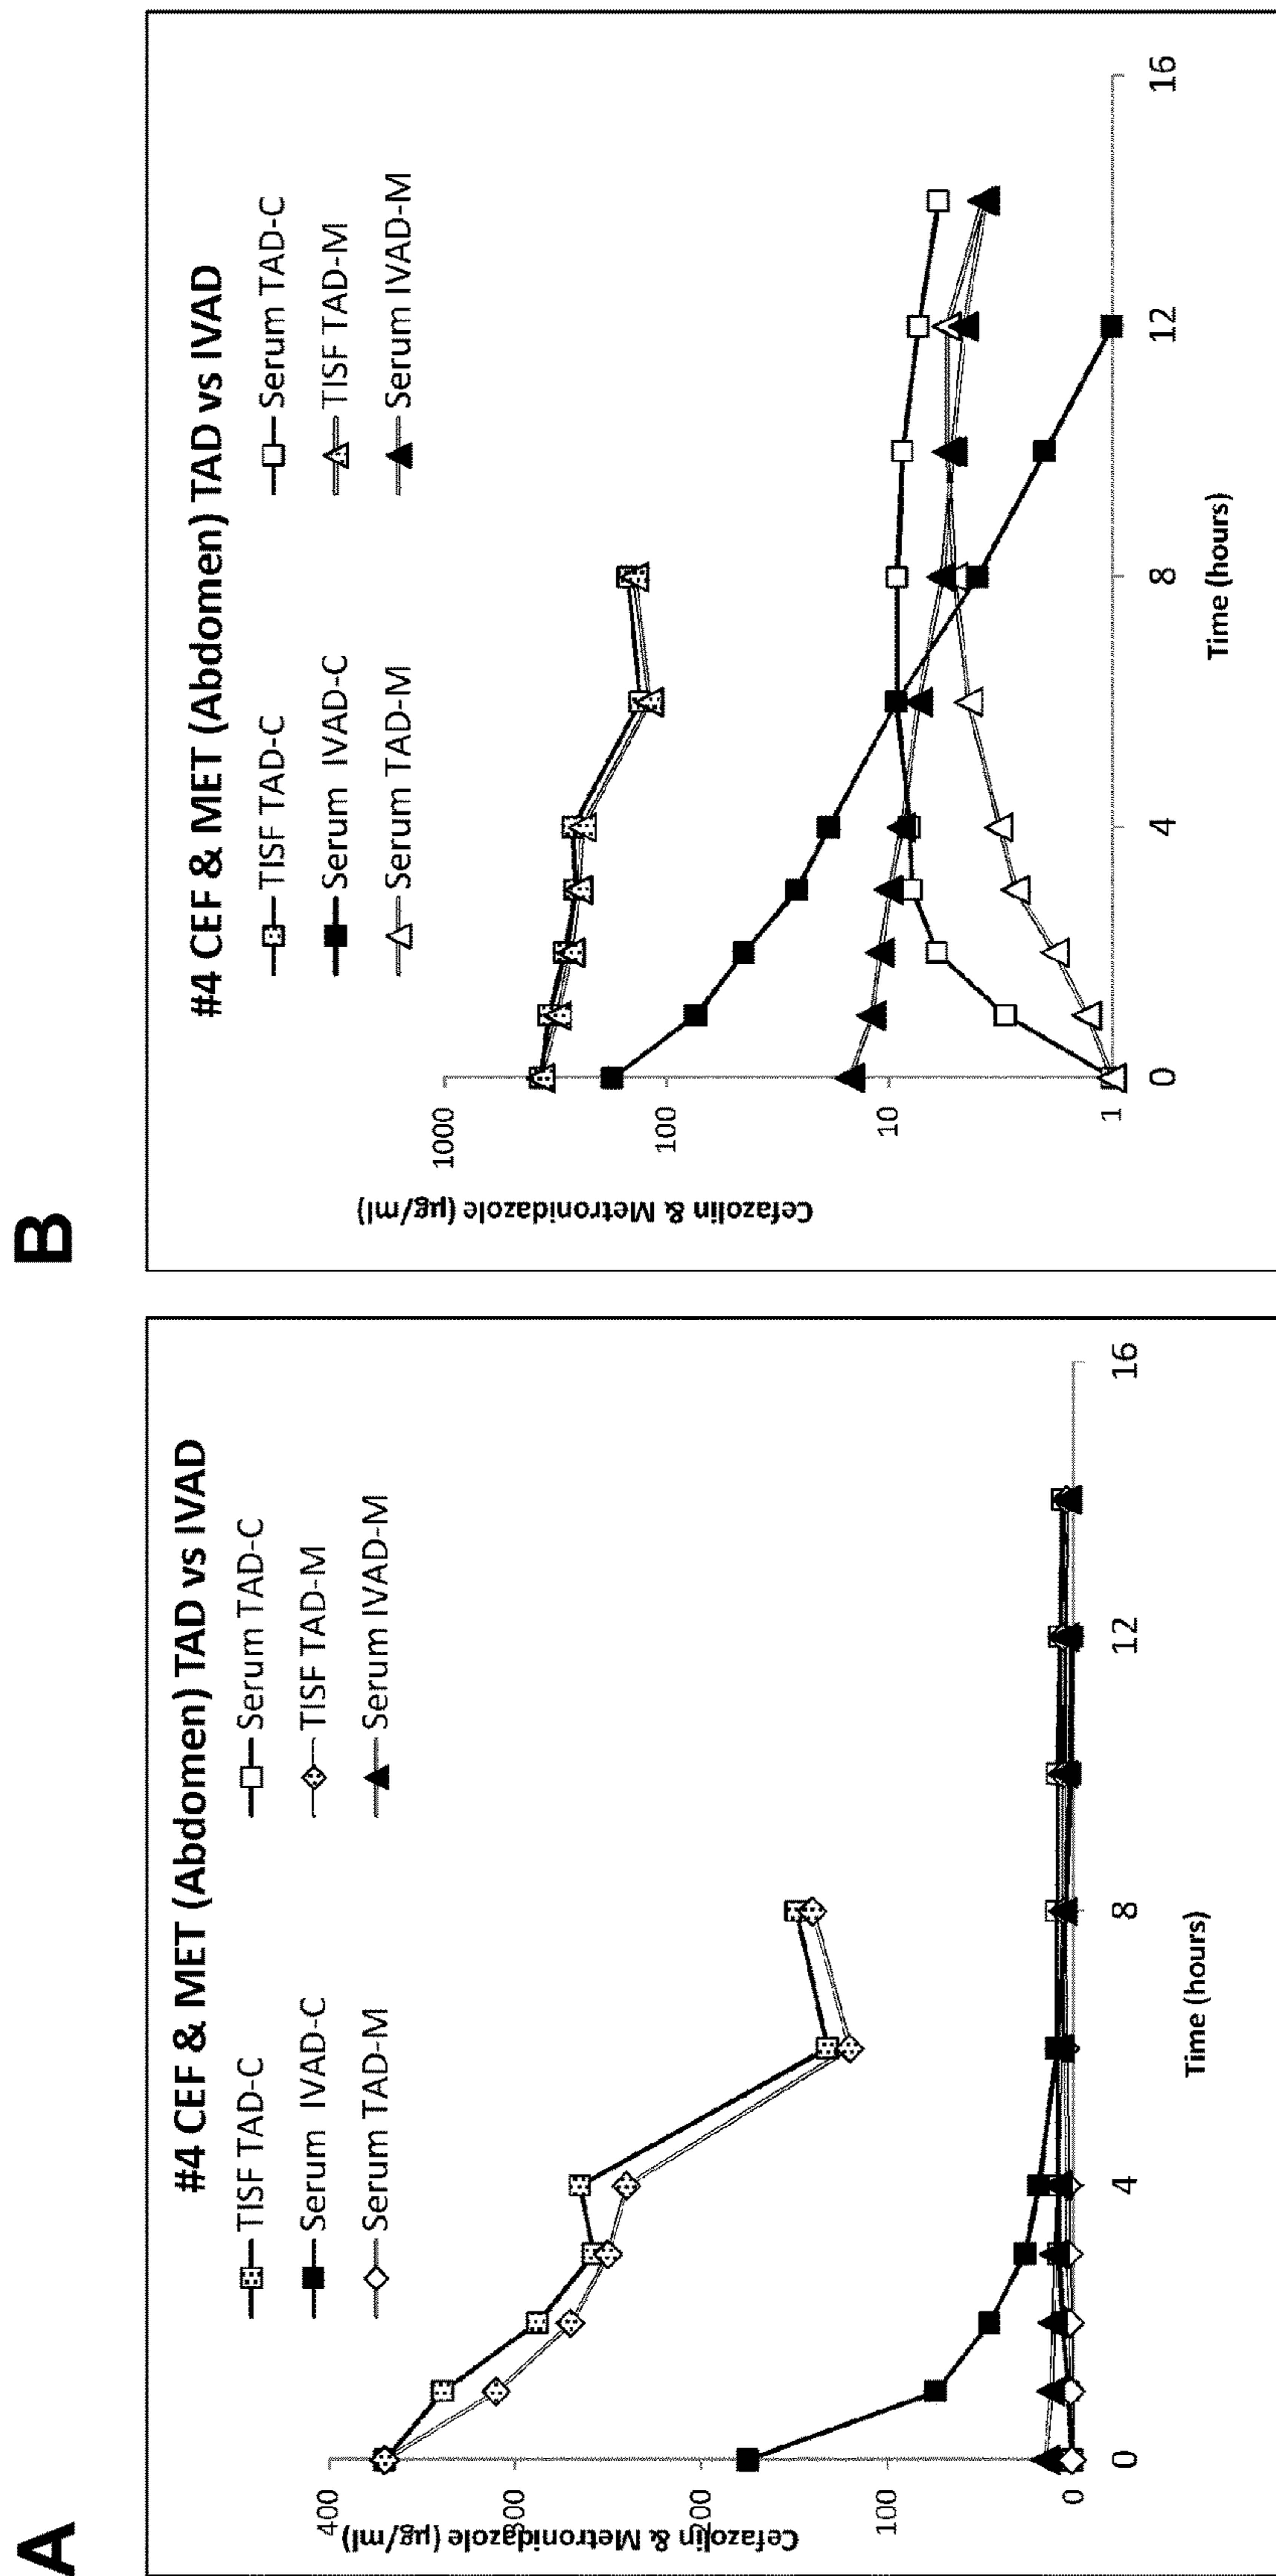 A
#4 CEF & MET (Abdomen) TAD vs IVAD
TISF TAD-C
Serum TAD-C
Serum IVAD-C
TISF TAD-M
Serum TAD-M
Serum IVAD-M
Cefazolin & Metronidazole (µg/ml)
400
300
200
100
0
0
4
8
12
16
Time (hours)
B
#4 CEF & MET (Abdomen) TAD vs IVAD
TISF TAD-C
Serum TAD-C
Serum IVAD-C
TISF TAD-M
Serum TAD-M
Serum IVAD-M
Cefazolin & Metronidazole (µg/ml)
1000
100
10
1
0
4
8
12
16
Time (hours)